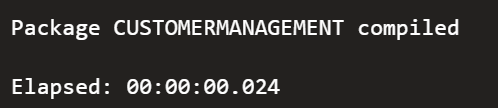 Package CUSTOMERMANAGEMENT compiled
Elapsed: 00:00:00.024